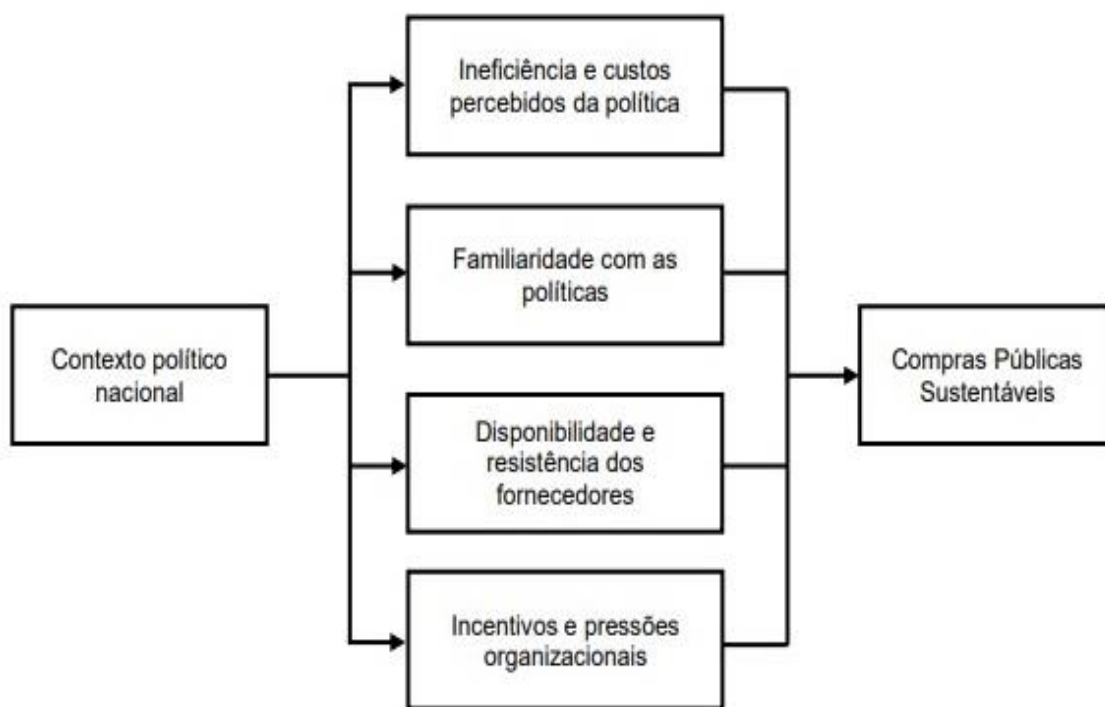 Ineficiência e custos
percebidos da política
Familiaridade com as
políticas
Contexto político
nacional
Compras Públicas
Sustentáveis
Disponibilidade e
resistência dos
fornecedores
Incentivos e pressões
organizacionais